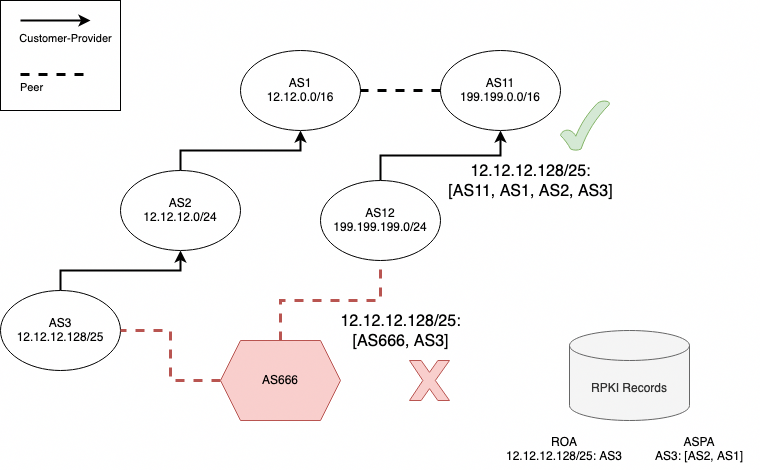 Customer-Provider
Peer
AS1
12.12.0.0/16
AS11
199.199.0.0/16
12.12.12.128/25:
[AS11, AS1, AS2, AS3]
AS2
12.12.12.0/24
AS12
199.199.199.0/24
AS3
12.12.12.128/25
12.12.12.128/25:
[AS666, AS3]
AS666
RPKI Records
ROA
12.12.12.128/25: AS3
ASPA
AS3: [AS2, AS1]